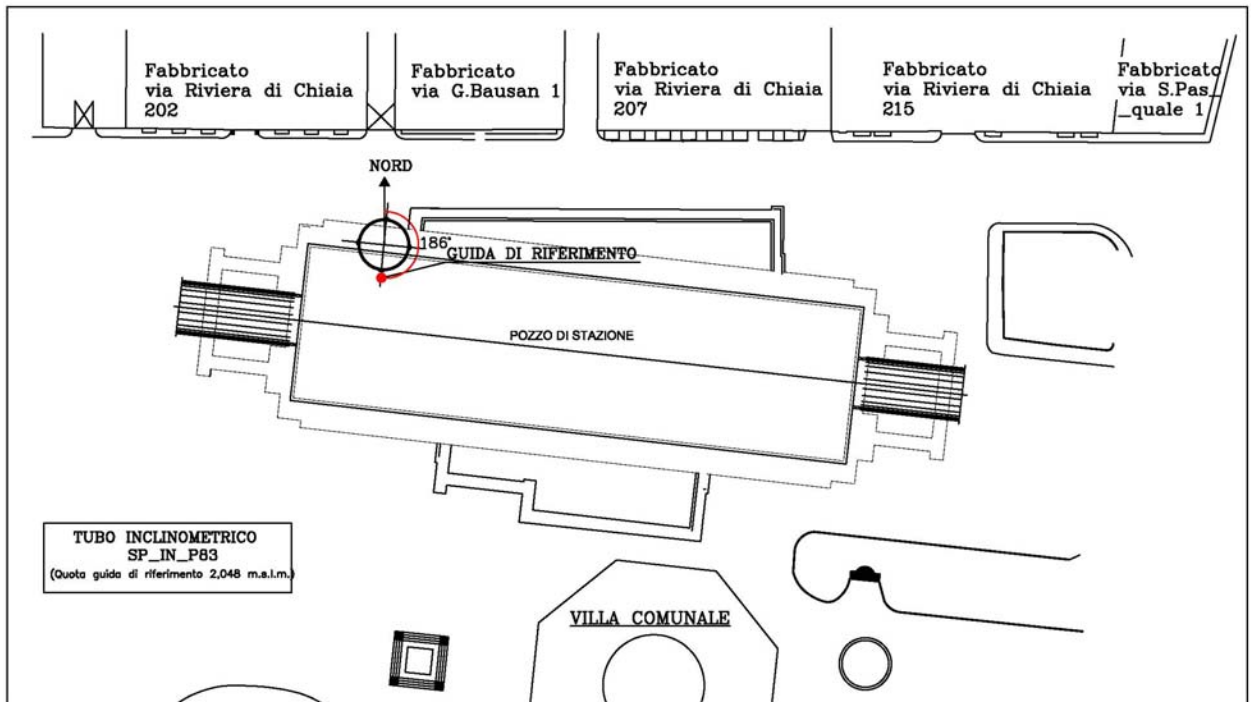 Fabbricato
via Riviera di Chiaia
202
Fabbricato
via G.Bausan 1
Fabbricato
via Riviera di Chiaia
207
Fabbricato
via Riviera di Chiaia
215
Fabbricato
via S.Pas_
_quale 1
NORD
186°
GUIDA DI RIFERIMENTO
POZZO DI STAZIONE
TUBO INCLINOMETRICO
SP_IN_P83
(Quota guida di riferimento 2,048 m.s.l.m.)
VILLA COMUNALE